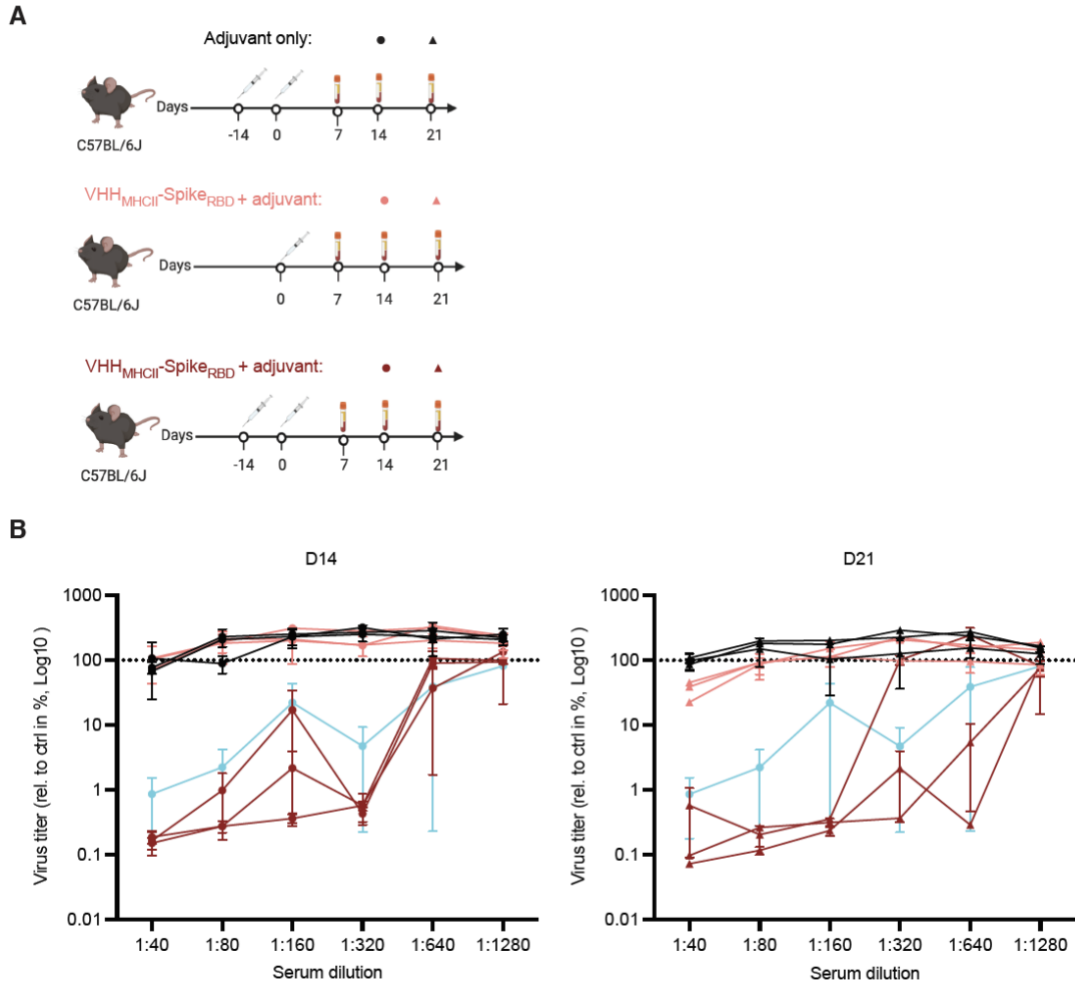 A
Adjuvant only:
Days
-14 0 7 14 21
C57BL/6J
VHHMHCII-SpikeRBD + adjuvant:
Days
0 7 14 21
C57BL/6J
VHHMHCII-SpikeRBD + adjuvant:
Days
-14 0 7 14 21
C57BL/6J
B
D14
Virus titer (rel. to ctrl in %, Log10)
1000
100
10
1
0.1
0.01
1:40 1:80 1:160 1:320 1:640 1:1280
Serum dilution
D21
Virus titer (rel. to ctrl in %, Log10)
1000
100
10
1
0.1
0.01
1:40 1:80 1:160 1:320 1:640 1:1280
Serum dilution